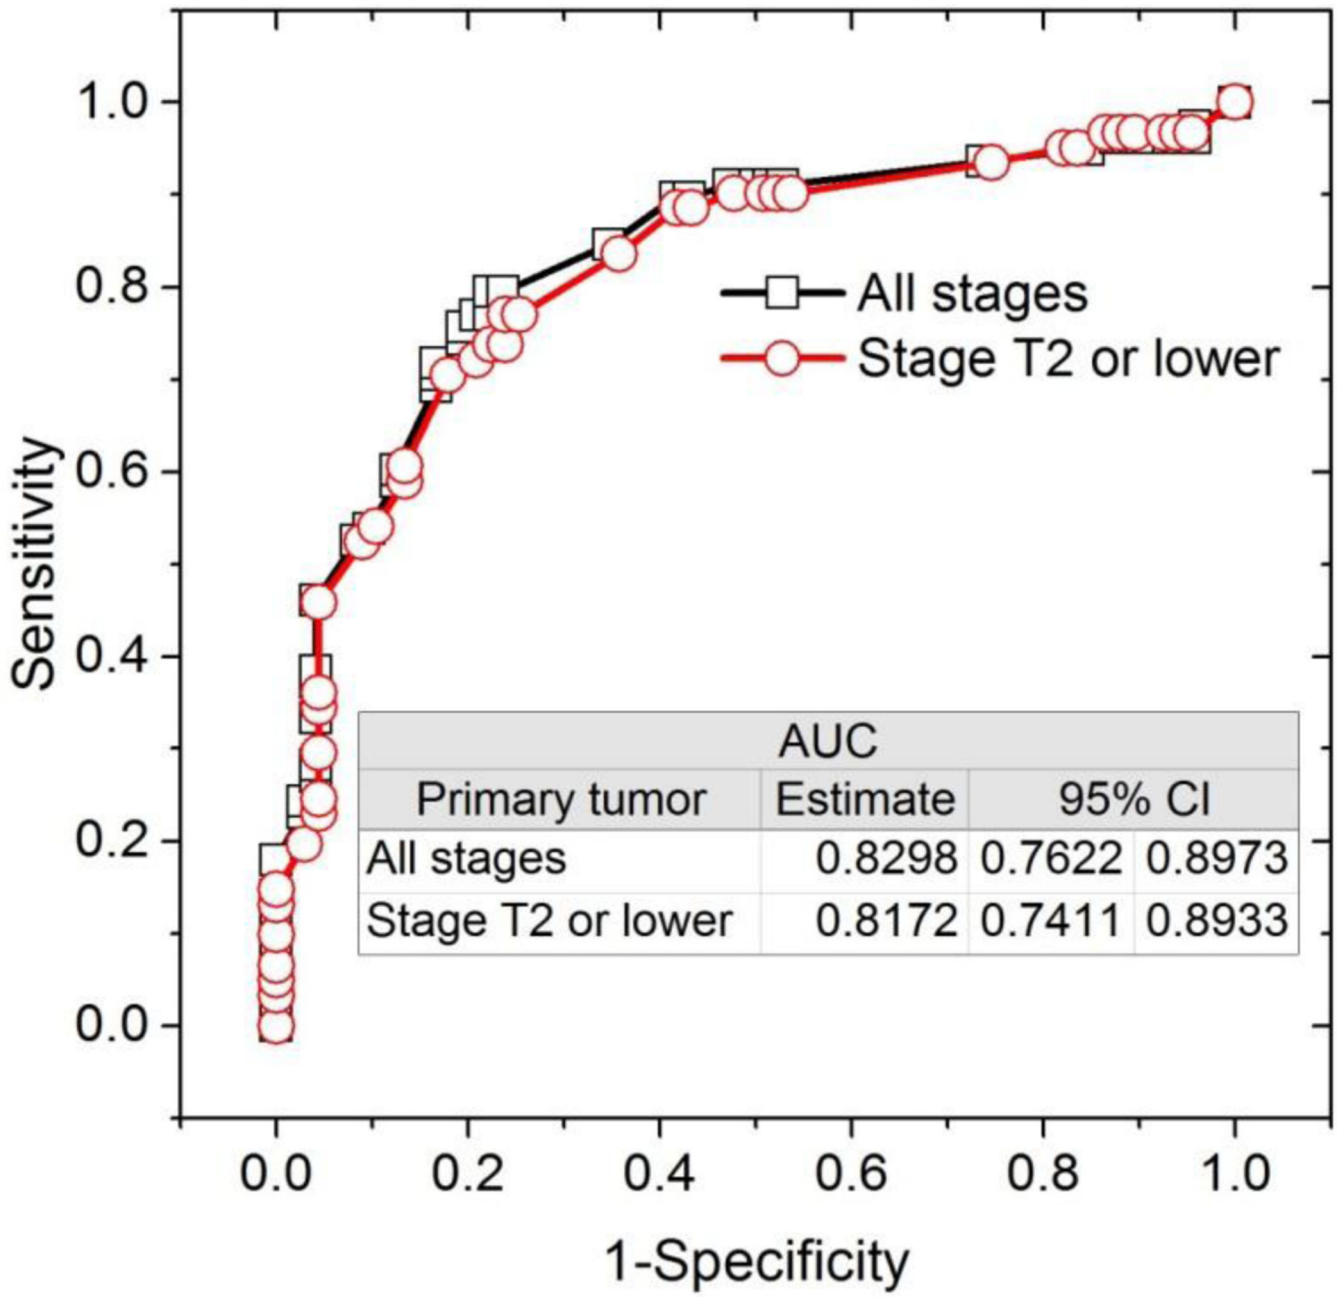 1.0
0.8
0.6
0.4
0.2
0.0
Sensitivity
All stages
Stage T2 or lower
AUC
Primary tumor Estimate 95% CI
All stages 0.8298 0.7622 0.8973
Stage T2 or lower 0.8172 0.7411 0.8933
0.0 0.2 0.4 0.6 0.8 1.0
1-Specificity